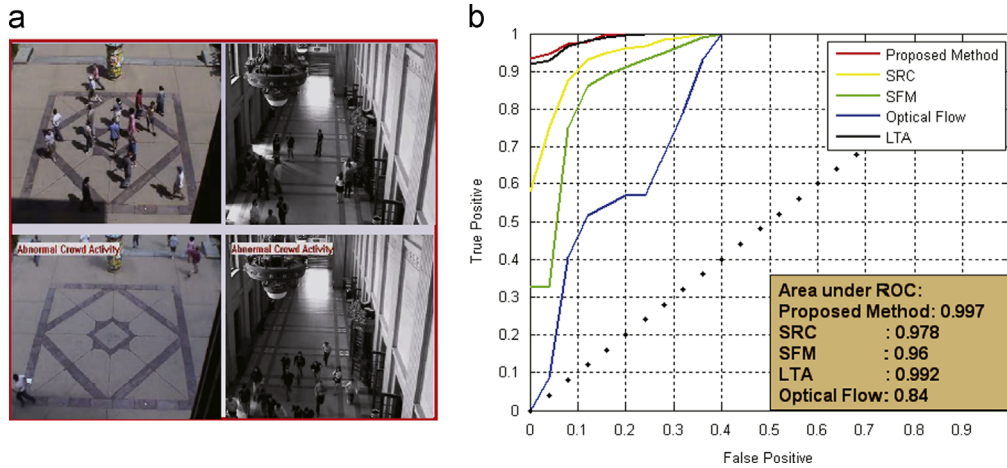 a
Abnormal Crowd Activity
Abnormal Crowd Activity
b
1
0.9
0.8
0.7
0.6
0.5
0.4
0.3
0.2
0.1
0
True Positive
Proposed Method
SRC
SFM
Optical Flow
LTA
Area under ROC:
Proposed Method: 0.997
SRC : 0.978
SFM : 0.96
LTA : 0.992
Optical Flow: 0.84
0 0.1 0.2 0.3 0.4 0.5 0.6 0.7 0.8 0.9
False Positive